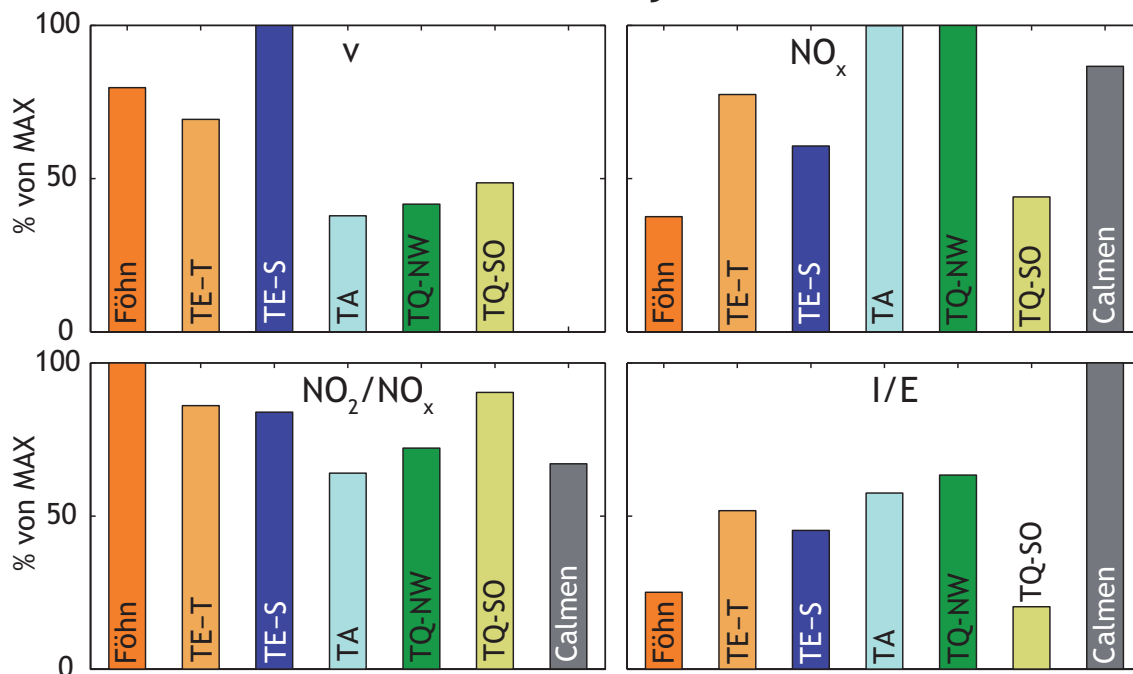 100
50
0
% von MAX
v
Föhn
TE-T
TE-S
TA
TQ-NW
TQ-SO
NOx
Föhn
TE-T
TE-S
TA
TQ-NW
TQ-SO
Calmen
100
50
0
% von MAX
NO2/NOx
Föhn
TE-T
TE-S
TA
TQ-NW
TQ-SO
Calmen
I/E
Föhn
TE-T
TE-S
TA
TQ-NW
TQ-SO
Calmen